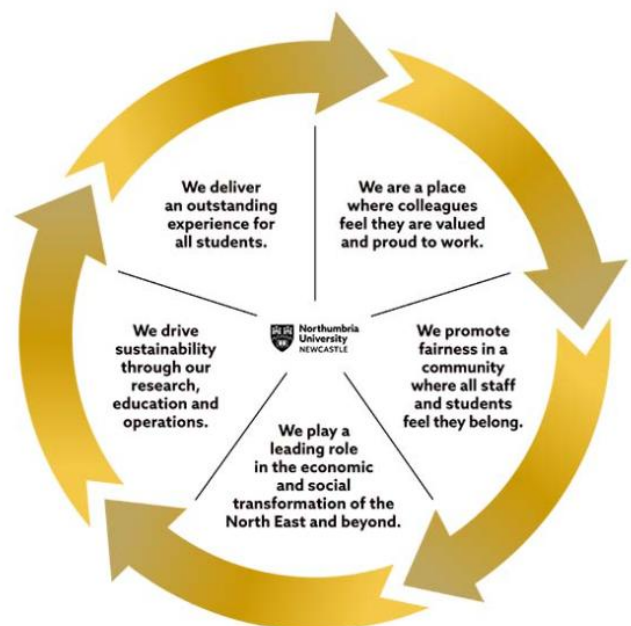 We deliver
an outstanding
experience for
all students.
We are a place
where colleagues
feel they are valued
and proud to work.
We promote
fairness in a
community
where all staff
and students
feel they belong.
We play a
leading role
in the economic
and social
transformation of the
North East and beyond.
We drive
sustainability
through our
research,
education and
operations.
Northumbria
University
NEWCASTLE